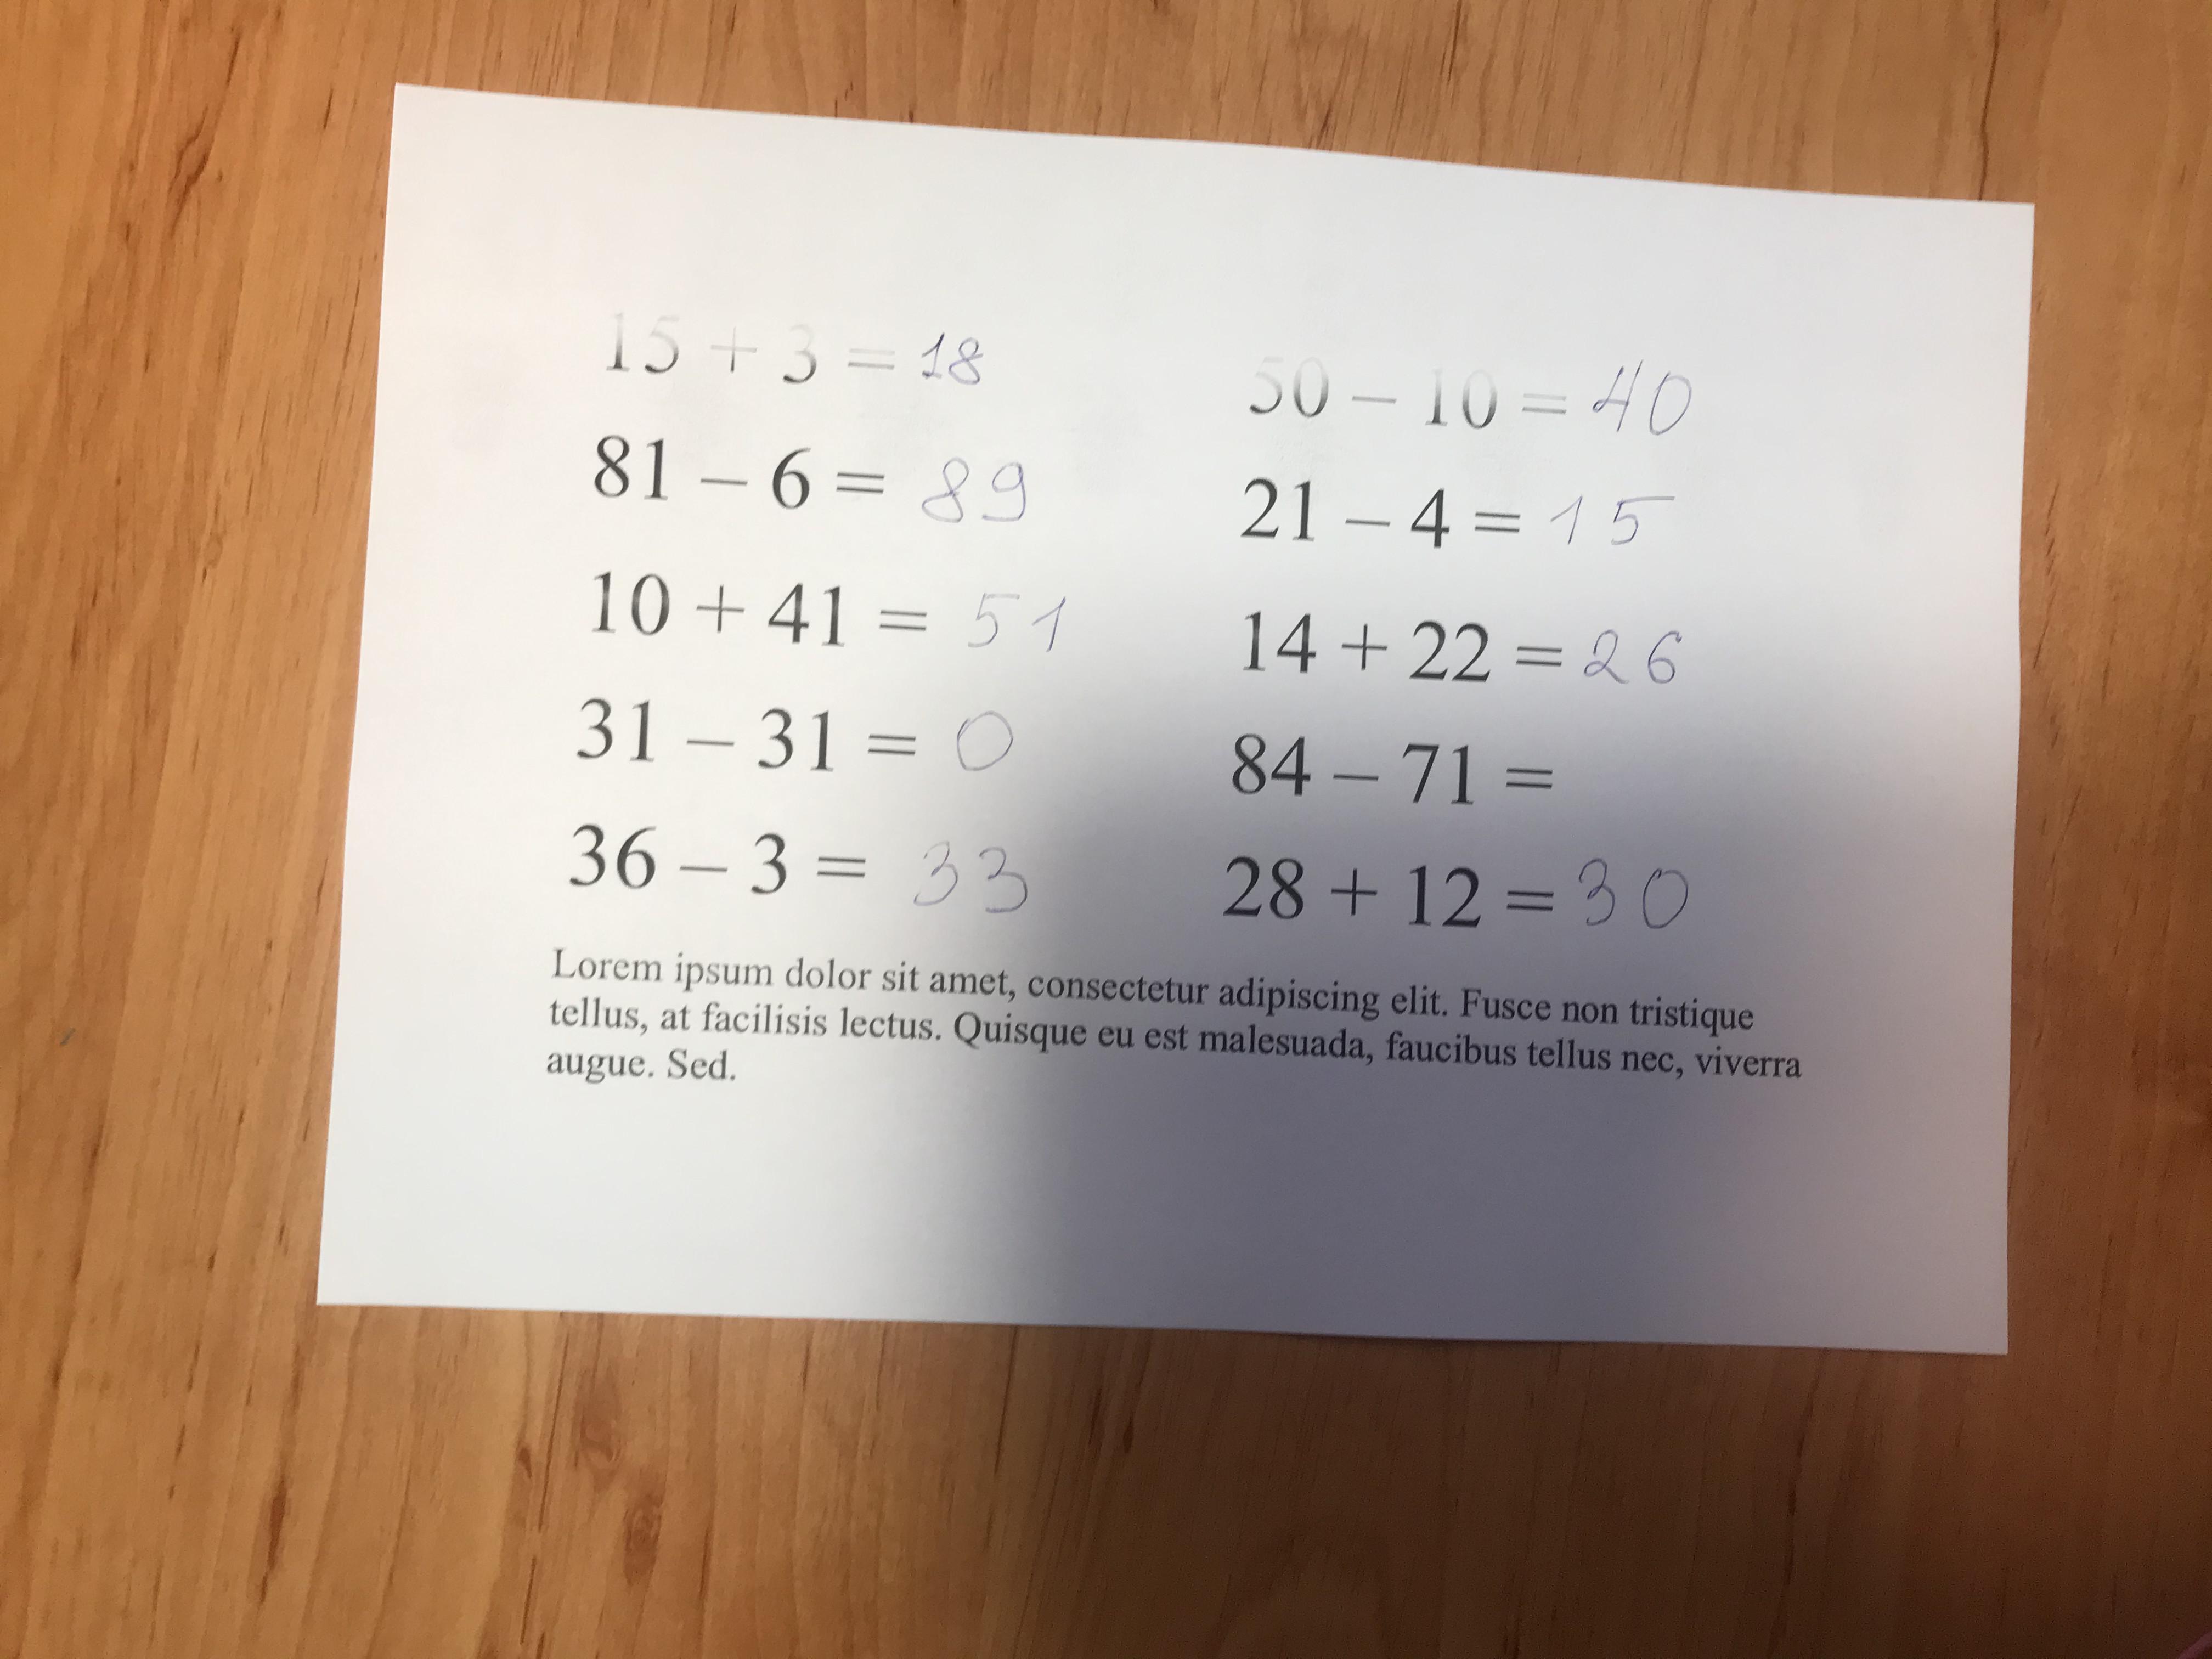 15 + 3 = 18
81 – 6 = 89
10 + 41 = 51
31 – 31 = 0
36 – 3 = 33
50 – 10 = 40
21 – 4 = 15
14 + 22 = 26
84 – 71 =
28 + 12 = 30
Lorem ipsum dolor sit amet, consectetur adipiscing elit. Fusce non tristique
tellus, at facilisis lectus. Quisque eu est malesuada, faucibus tellus nec, viverra
augue. Sed.